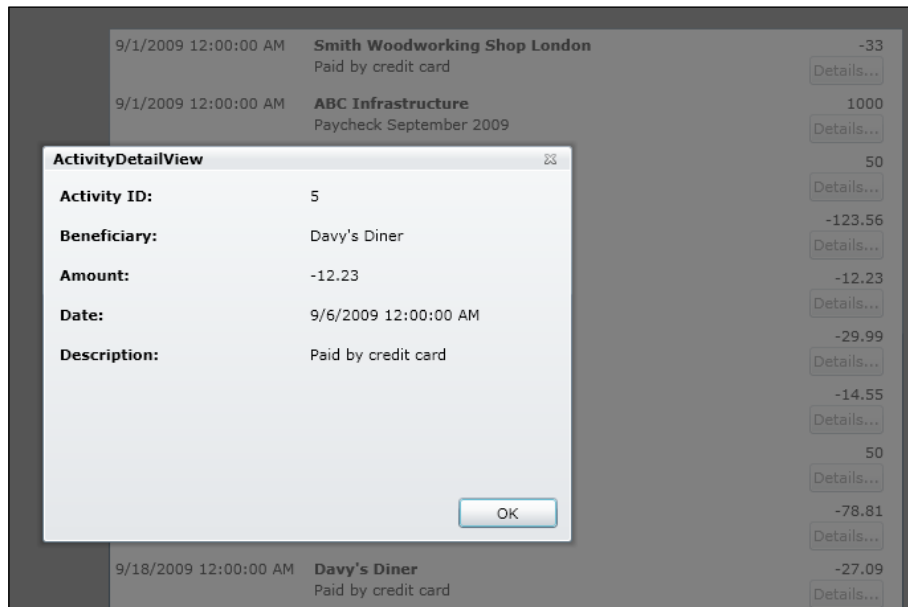 9/1/2009 12:00:00 AM Smith Woodworking Shop London -33
Paid by credit card Details...
9/1/2009 12:00:00 AM ABC Infrastructure 1000
Paycheck September 2009 Details...
50
Details...
-123.56
Details...
-12.23
Details...
-29.99
Details...
-14.55
Details...
50
Details...
-78.81
Details...
ActivityDetailView
Activity ID: 5
Beneficiary: Davy's Diner
Amount: -12.23
Date: 9/6/2009 12:00:00 AM
Description: Paid by credit card
OK
9/18/2009 12:00:00 AM Davy's Diner -27.09
Paid by credit card Details...